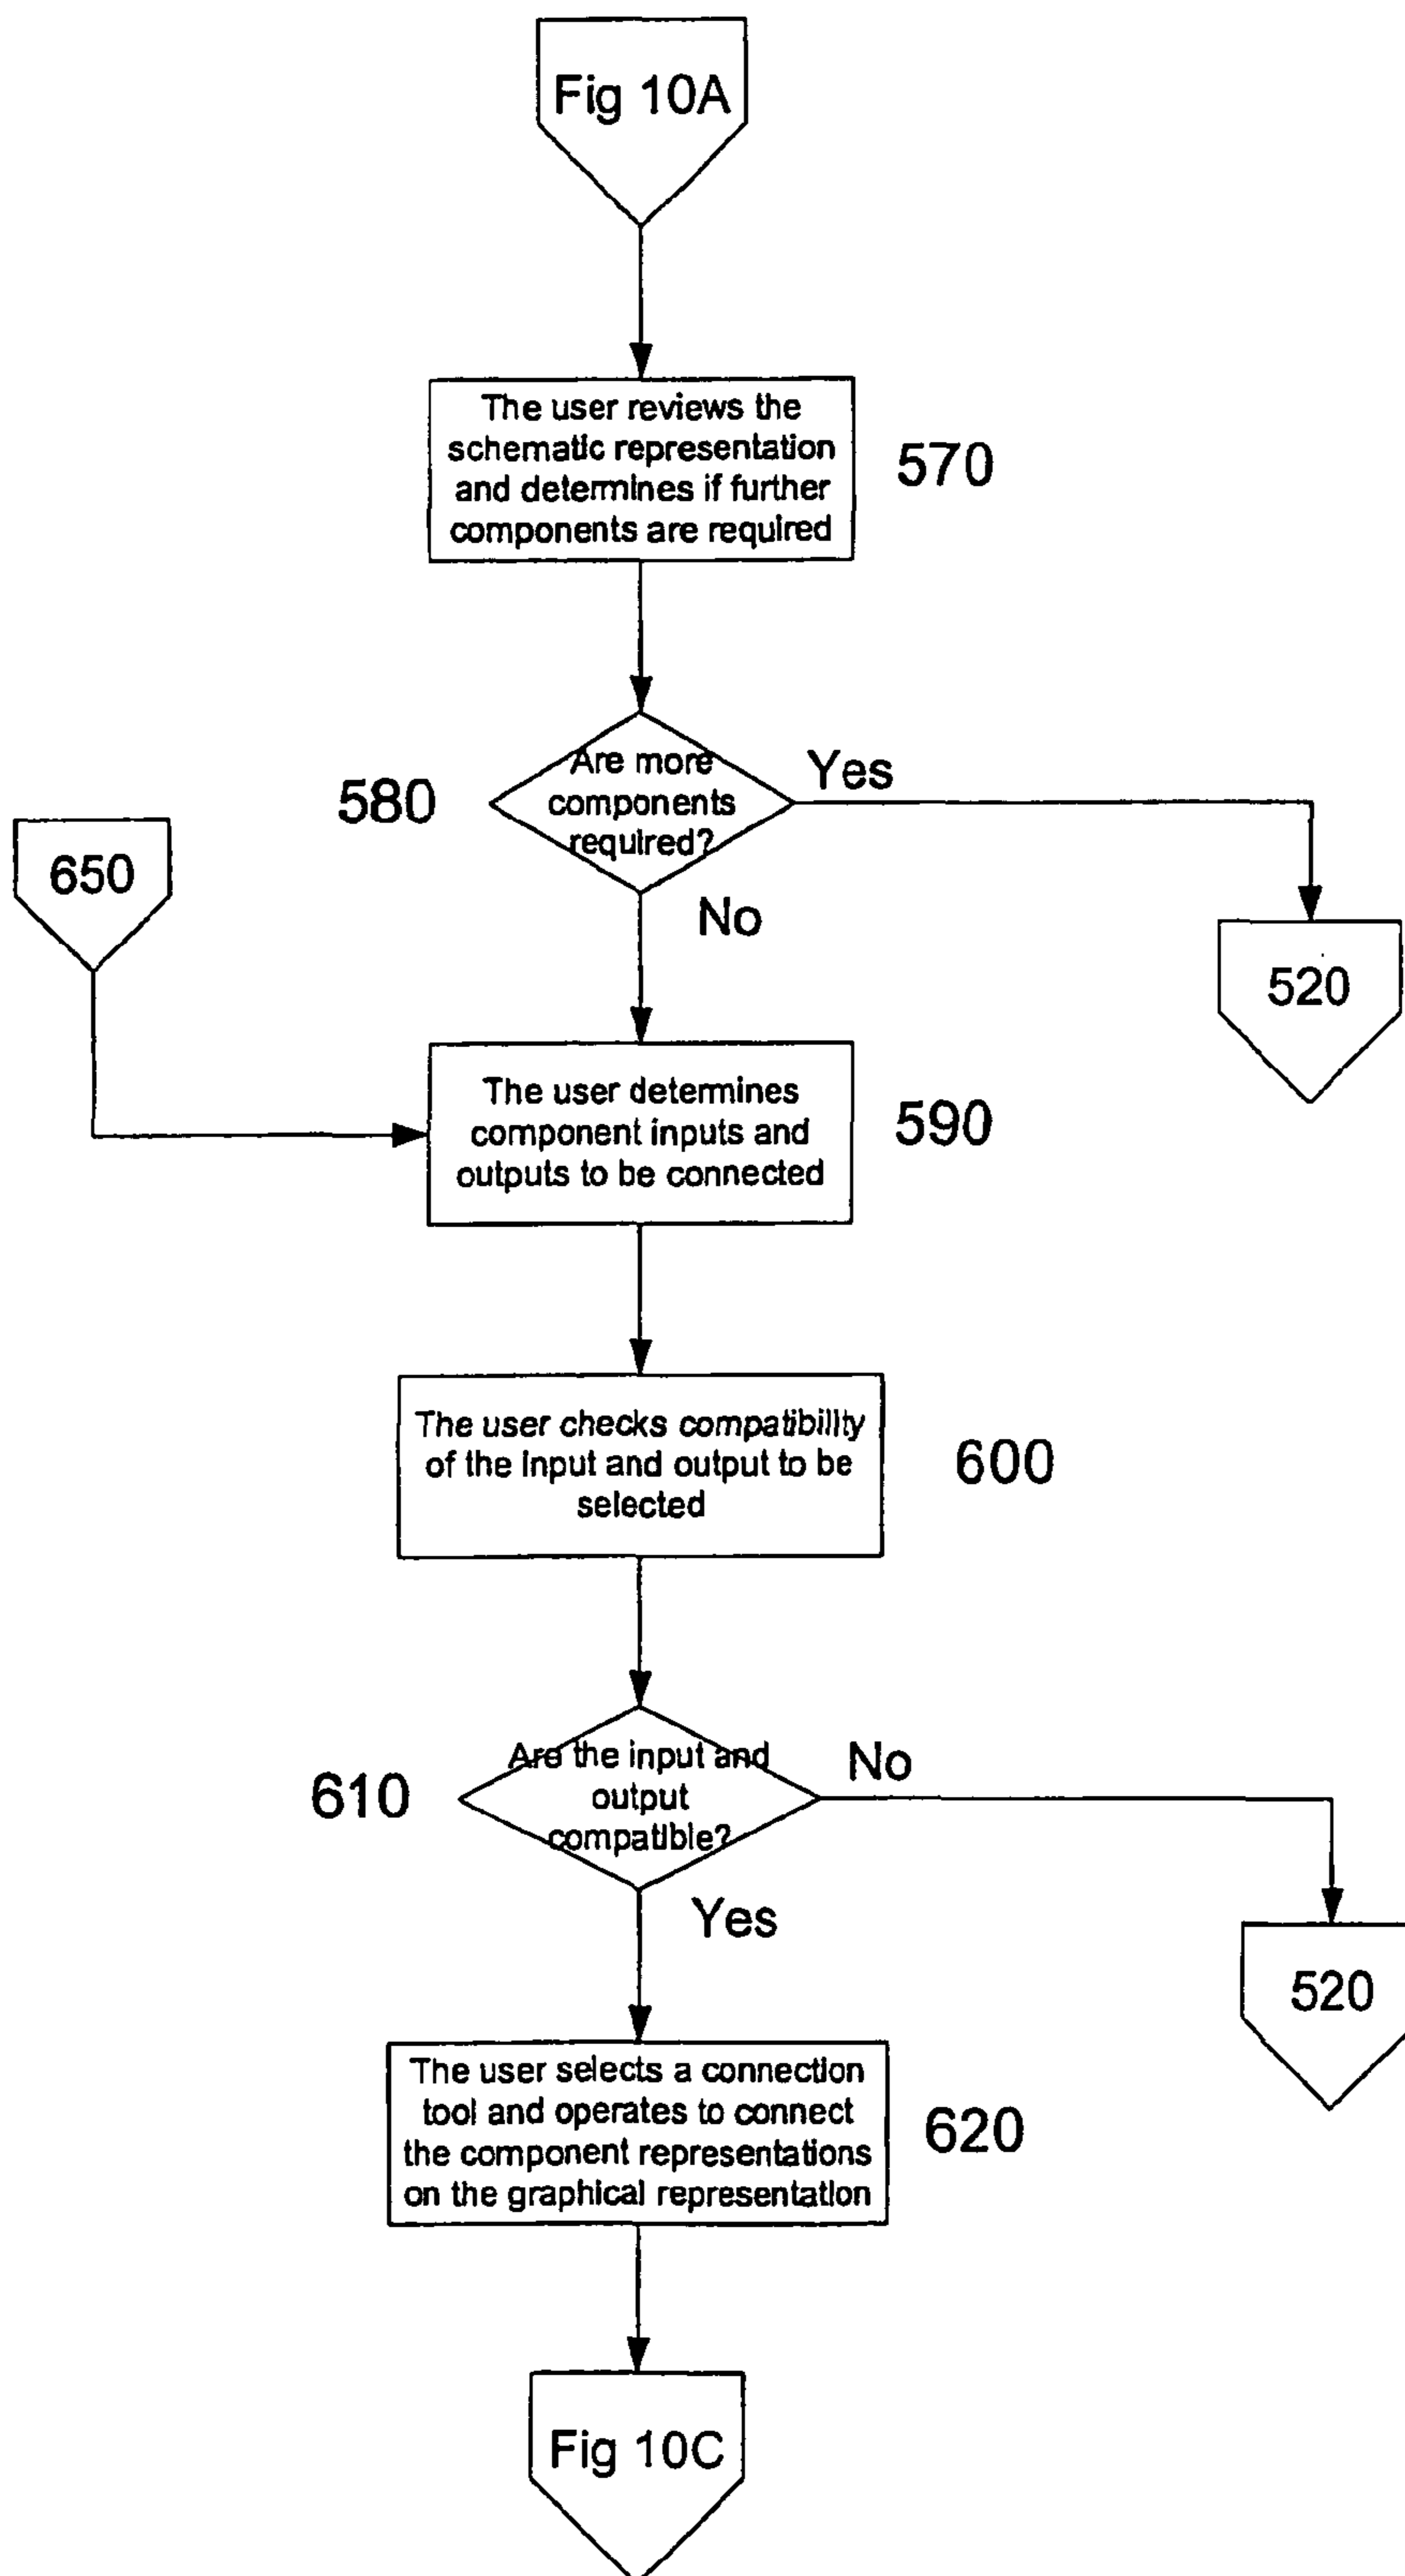 Fig 10A
The user reviews the
schematic representation
and determines if further
components are required
570
Are more
components
required?
580
Yes
No
650
520
The user determines
component inputs and
outputs to be connected
590
The user checks compatibility
of the input and output to be
selected
600
Are the input and
output
compatible?
610
No
Yes
520
The user selects a connection
tool and operates to connect
the component representations
on the graphical representation
620
Fig 10C